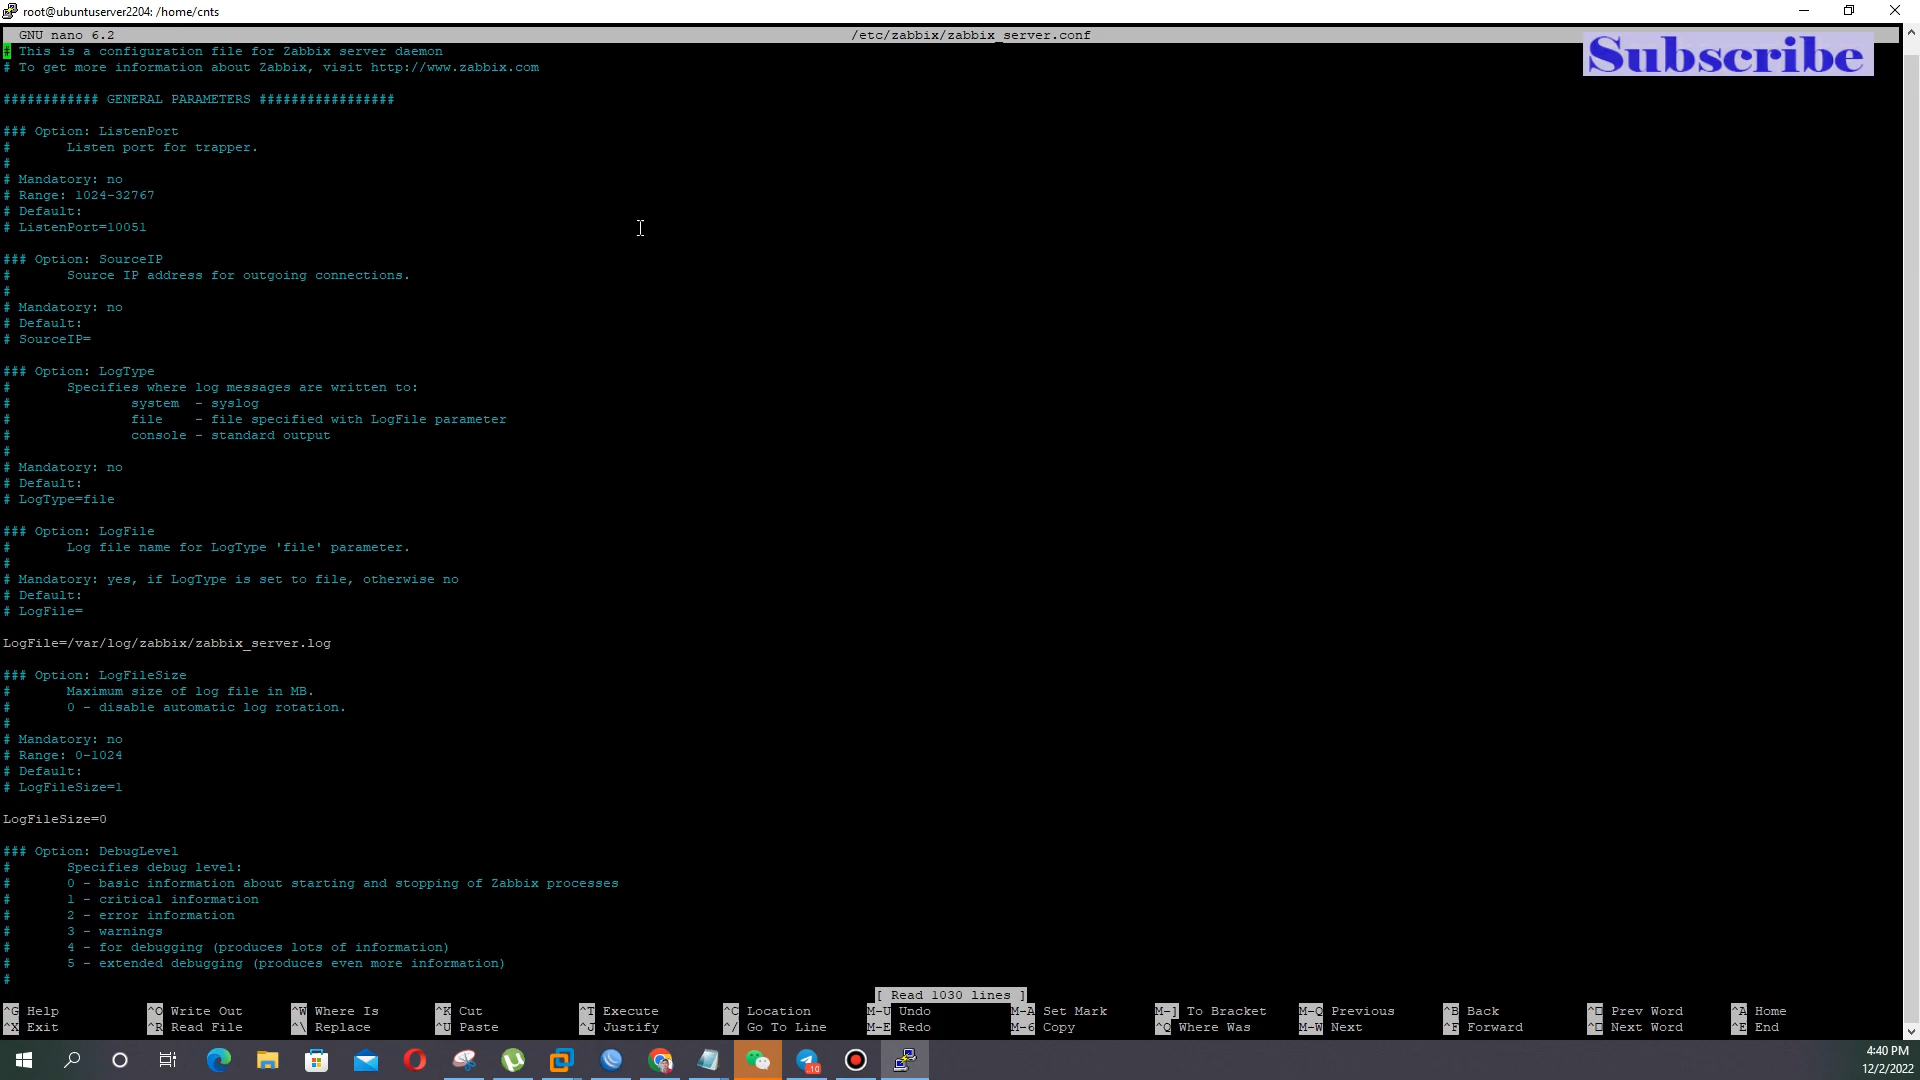 root@ubuntuserver2204: /home/cnts
GNU nano 6.2 /etc/zabbix/zabbix_server.conf
# This is a configuration file for Zabbix server daemon
Subscribe
# To get more information about Zabbix, visit http://www.zabbix.com
############ GENERAL PARAMETERS #################
### Option: ListenPort
# Listen port for trapper.
#
# Mandatory: no
# Range: 1024-32767
# Default:
# ListenPort=10051
### Option: SourceIP
# Source IP address for outgoing connections.
#
# Mandatory: no
# Default:
# SourceIP=
### Option: LogType
# Specifies where log messages are written to:
# system - syslog
# file - file specified with LogFile parameter
# console - standard output
#
# Mandatory: no
# Default:
# LogType=file
### Option: LogFile
# Log file name for LogType 'file' parameter.
#
# Mandatory: yes, if LogType is set to file, otherwise no
# Default:
# LogFile=
LogFile=/var/log/zabbix/zabbix_server.log
### Option: LogFileSize
# Maximum size of log file in MB.
# 0 - disable automatic log rotation.
#
# Mandatory: no
# Range: 0-1024
# Default:
# LogFileSize=1
LogFileSize=0
### Option: DebugLevel
# Specifies debug level:
# 0 - basic information about starting and stopping of Zabbix processes
# 1 - critical information
# 2 - error information
# 3 - warnings
# 4 - for debugging (produces lots of information)
# 5 - extended debugging (produces even more information)
#
[ Read 1030 lines ]
^G Help ^O Write Out ^W Where Is ^K Cut ^T Execute ^C Location M-U Undo M-A Set Mark M-] To Bracket M-Q Previous ^B Back ^□ Prev Word ^A Home
^X Exit ^R Read File ^\ Replace ^U Paste ^J Justify ^/ Go To Line M-E Redo M-6 Copy ^Q Where Was M-W Next ^F Forward ^□ Next Word ^E End
10
4:40 PM
12/2/2022